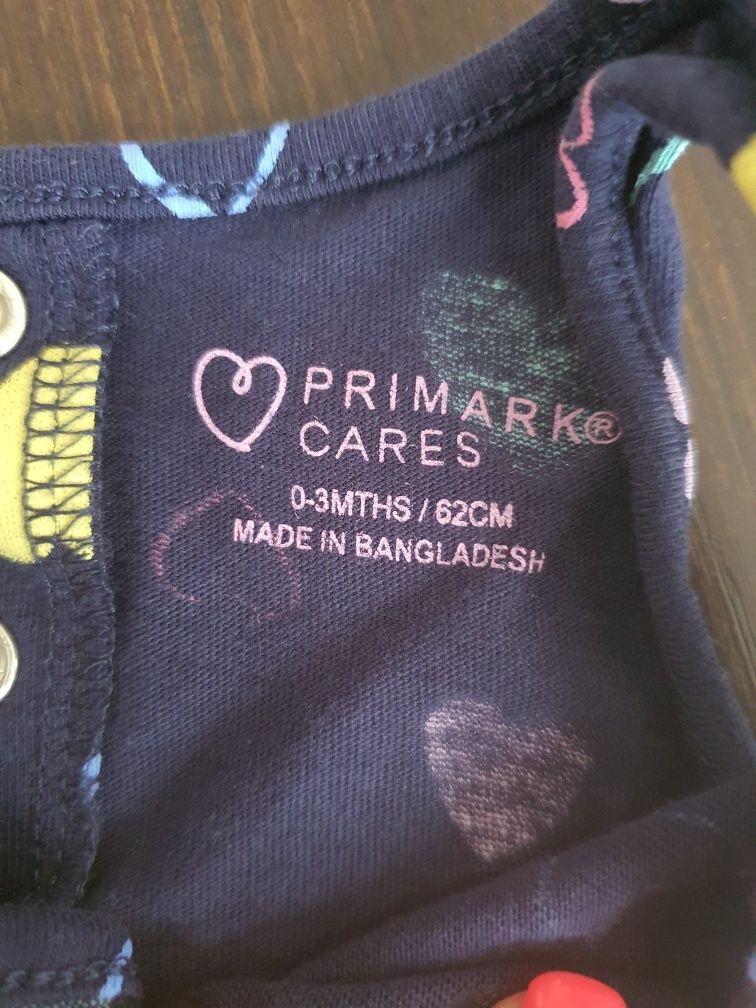 PRIMARK®
CARES
0-3MTHS / 62CM
MADE IN BANGLADESH